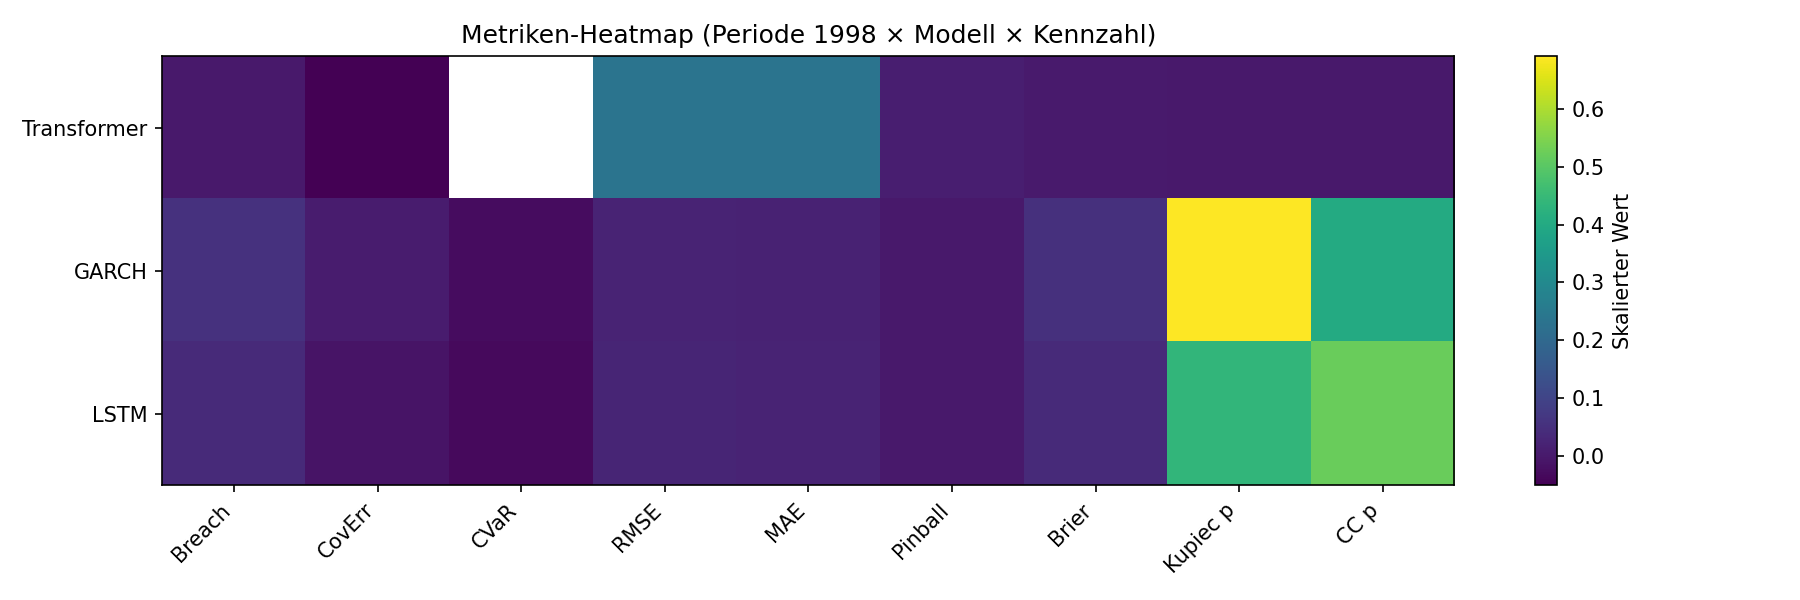 Metriken-Heatmap (Periode 1998 × Modell × Kennzahl)
Transformer
GARCH
LSTM
Breach
CovErr
CVaR
RMSE
MAE
Pinball
Brier
Kupiec p
CC p
0.6
0.5
0.4
0.3
0.2
0.1
0.0
Skalierter Wert